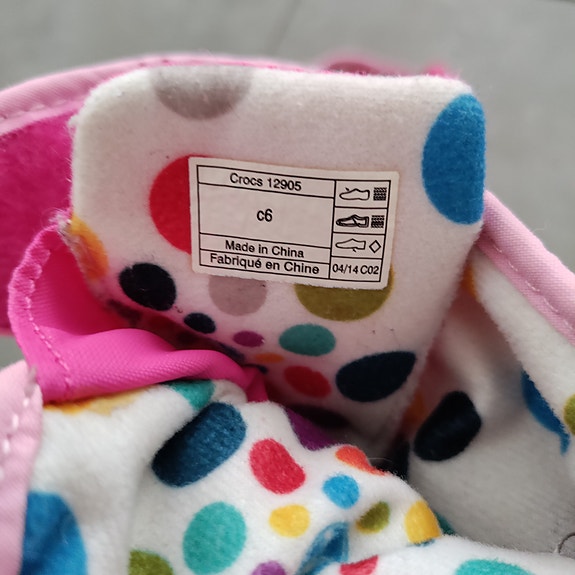 Crocs 12905
c6
Made in China
Fabriqué en Chine
04/14 C02